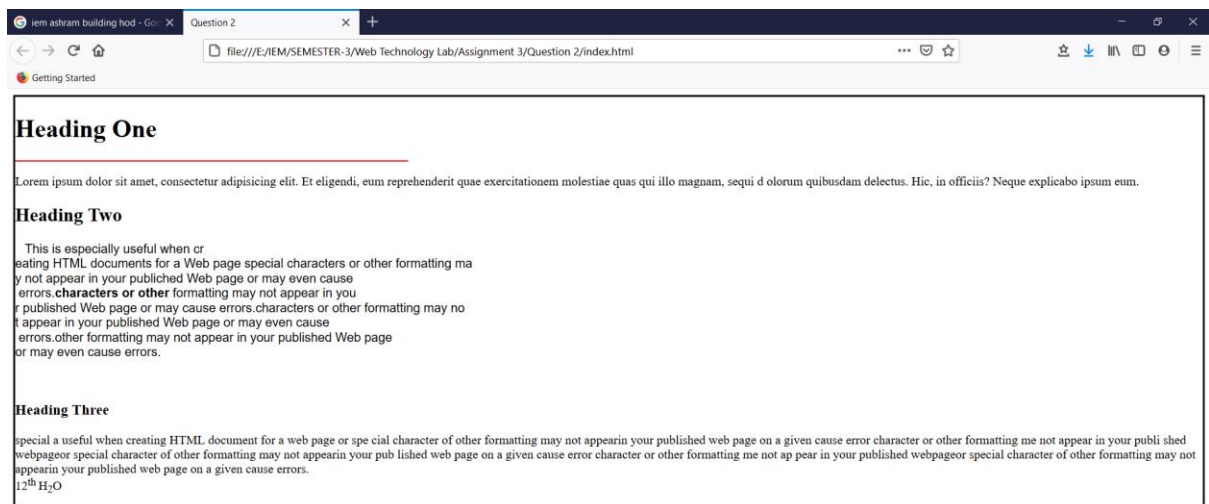 iem ashram building hod - Goo
Question 2
file:///E:/IEM/SEMESTER-3/Web Technology Lab/Assignment 3/Question 2/index.html
Getting Started
Heading One
Lorem ipsum dolor sit amet, consectetur adipisicing elit. Et eligendi, eum reprehenderit quae exercitationem molestiae quas qui illo magnam, sequi d olorum quibusdam delectus. Hic, in officiis? Neque explicabo ipsum eum.
Heading Two
This is especially useful when cr
eating HTML documents for a Web page special characters or other formatting ma
y not appear in your publiched Web page or may even cause
errors.characters or other formatting may not appear in you
r published Web page or may cause errors.characters or other formatting may no
t appear in your published Web page or may even cause
errors.other formatting may not appear in your published Web page
or may even cause errors.
Heading Three
special a useful when creating HTML document for a web page or spe cial character of other formatting may not appearin your published web page on a given cause error character or other formatting me not appear in your publi shed
webpageor special character of other formatting may not appearin your pub lished web page on a given cause error character or other formatting me not ap pear in your published webpageor special character of other formatting may not
appearin your published web page on a given cause errors.
12th H2O